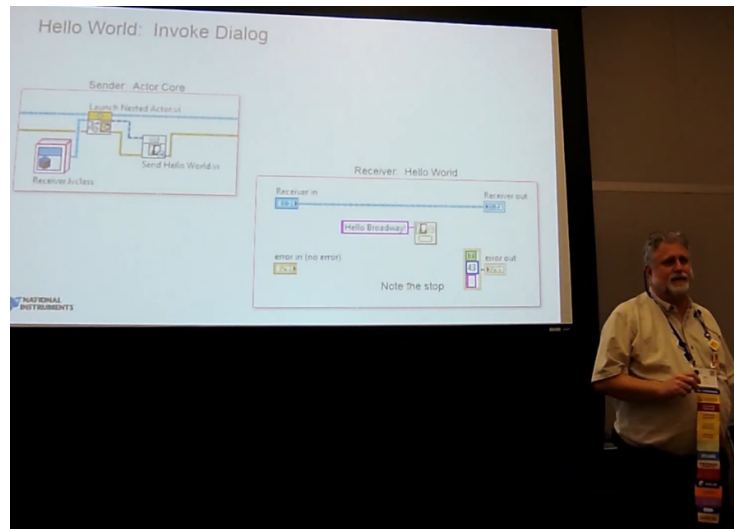 Hello World: Invoke Dialog
Sender: Actor Core
Launch Nested Actor.vi
Send Hello World.vi
Receiver.lvclass
Receiver: Hello World
Receiver in
Receiver out
Hello Broadway!
error in (no error)
error out
43
Note the stop
NATIONAL
INSTRUMENTS